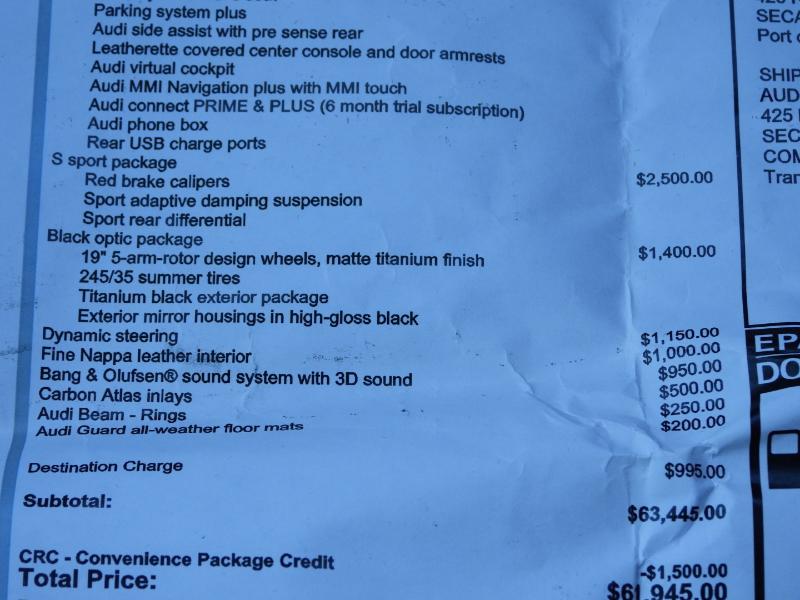 Parking system plus
Audi side assist with pre sense rear
Leatherette covered center console and door armrests
Audi virtual cockpit
Audi MMI Navigation plus with MMI touch
Audi connect PRIME & PLUS (6 month trial subscription)
Audi phone box
Rear USB charge ports
S sport package $2,500.00
Red brake calipers
Sport adaptive damping suspension
Sport rear differential
Black optic package $1,400.00
19" 5-arm-rotor design wheels, matte titanium finish
245/35 summer tires
Titanium black exterior package
Exterior mirror housings in high-gloss black
Dynamic steering $1,150.00
Fine Nappa leather interior $1,000.00
Bang & Olufsen® sound system with 3D sound $950.00
Carbon Atlas inlays $500.00
Audi Beam - Rings $250.00
Audi Guard all-weather floor mats $200.00
Destination Charge $995.00
Subtotal: $63,445.00
CRC - Convenience Package Credit -$1,500.00
Total Price: $61,945.00
SECA
Port
SHIP
AUD
425
SEC
COM
Tran
EPA
DO